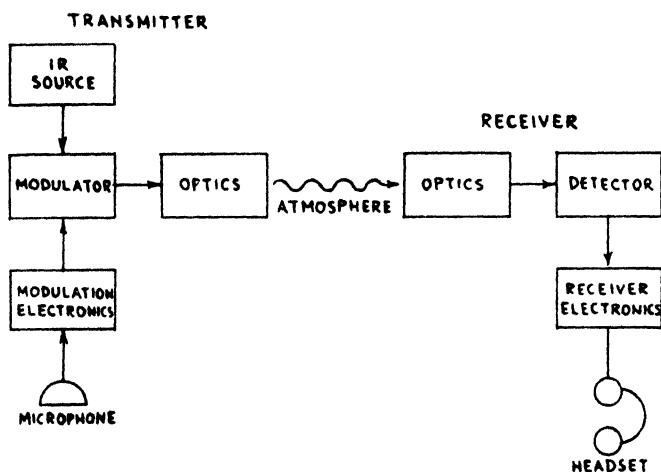 TRANSMITTER
IR
SOURCE
MODULATOR
OPTICS
MODULATION
ELECTRONICS
MICROPHONE
ATMOSPHERE
RECEIVER
OPTICS
DETECTOR
RECEIVER
ELECTRONICS
HEADSET